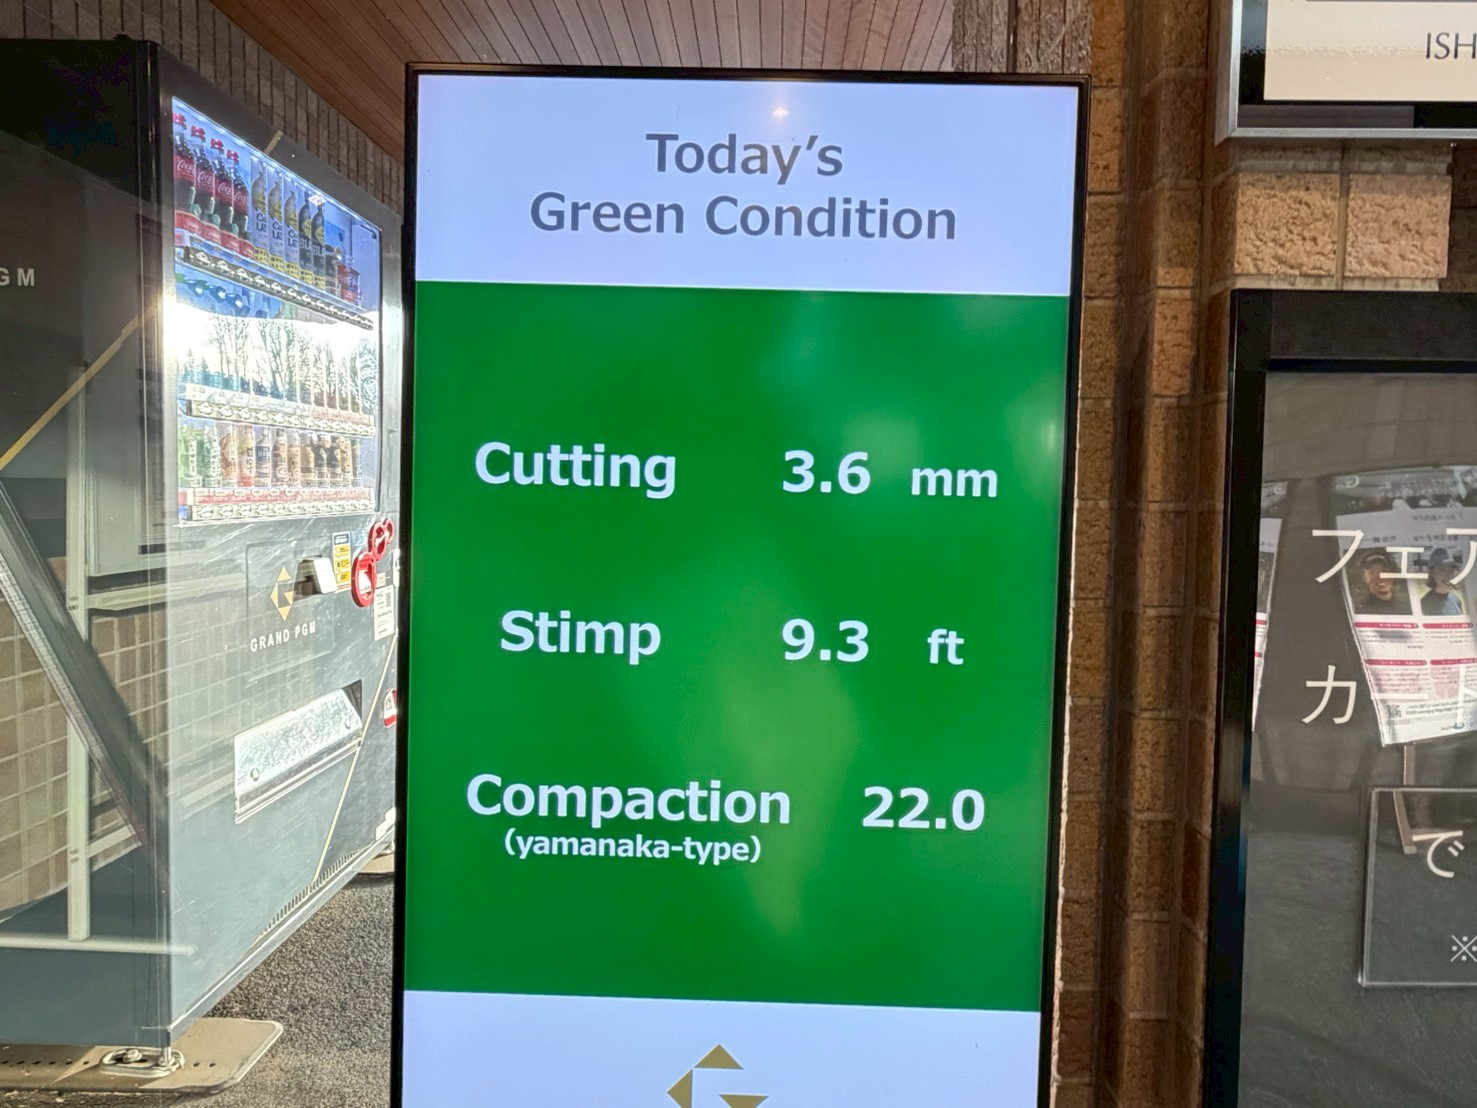 Today's
Green Condition
Cutting 3.6 mm
Stimp 9.3 ft
Compaction 22.0
(yamanaka-type)
GM
GRAND PGM
ISH
フェア
カート
で
※